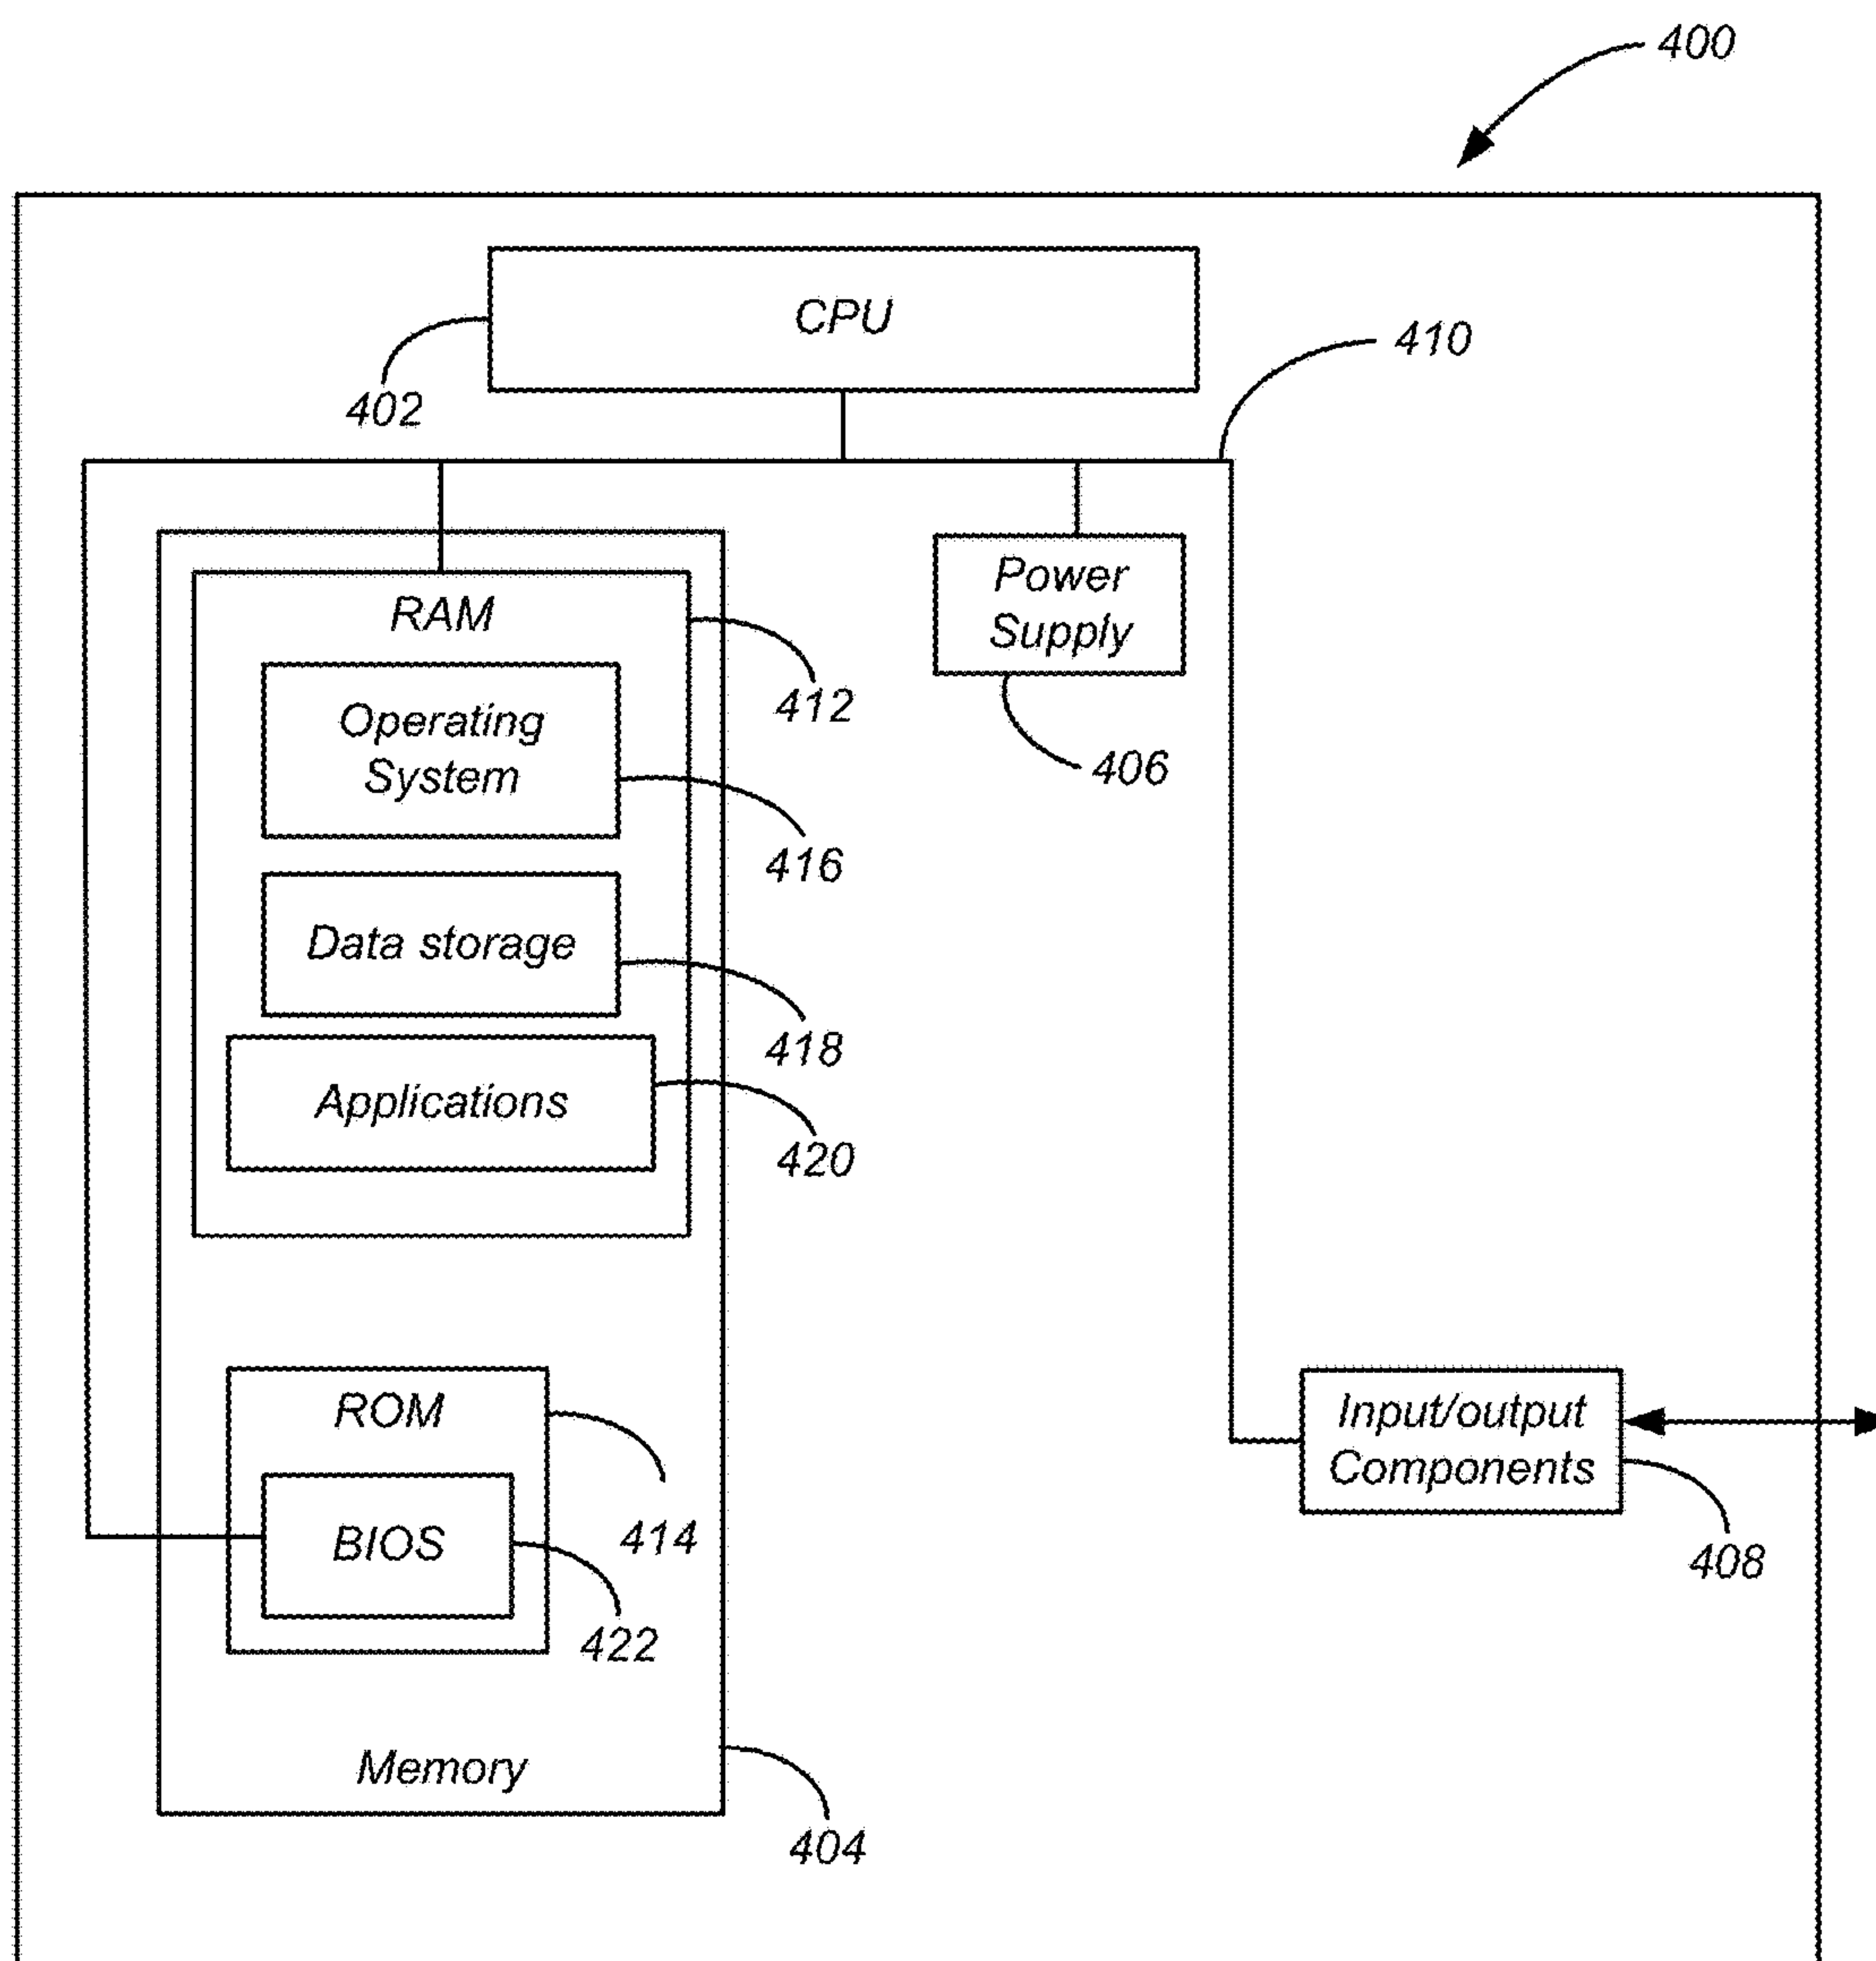 400
CPU
402
410
RAM
Power
Supply
412
406
Operating
System
416
Data storage
418
Applications
420
ROM
414
BIOS
422
Input/output
Components
408
Memory
404